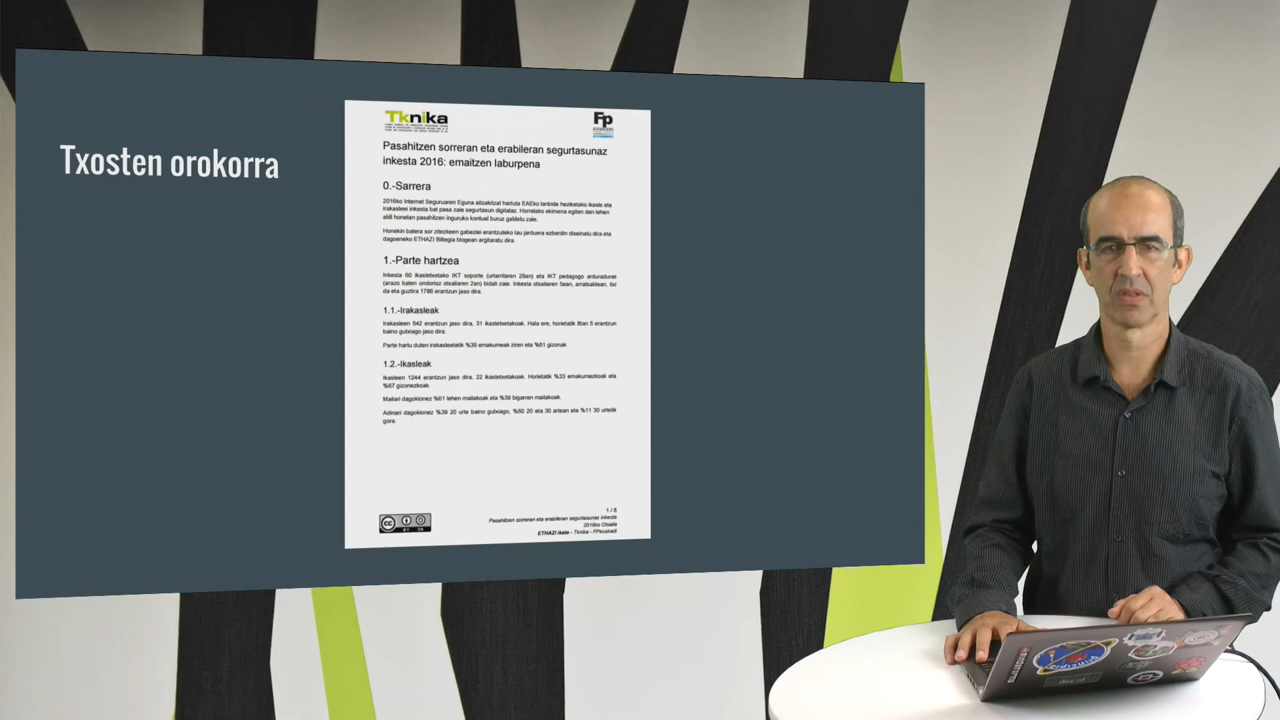 Txosten orokorra
Tknika
Fp
Pasahitzen sorreran eta erabileran segurtasunaz
inkesta 2016: emaitzen laburpena
0.-Sarrera
2016ko Internet Seguruaren Eguna aitzakitzat hartuta EAEko lanbide heziketako ikasle eta
irakasleei inkesta bat pasa zaie segurtasun digitalaz. Horrelako ekimena egiten den lehen
aldi honetan pasahitzen inguruko kontuei buruz galdetu zaie.
Honekin batera sor zitezkeen gabeziei erantzuteko lau jarduera ezberdin diseinatu dira eta
dagoeneko ETHAZI Biltegia blogean argitaratu dira.
1.-Parte hartzea
Inkesta 60 ikastetxetako IKT soporte (urtarrilaren 29an) eta IKT pedagogo arduradunei
(arazo baten ondorioz otsailaren 2an) bidali zaie. Inkesta otsailaren 5ean, arratsaldean, itxi
da eta guztira 1786 erantzun jaso dira.
1.1.-Irakasleak
Irakasleen 542 erantzun jaso dira, 31 ikastetxetakoak. Hala ere, horietatik 8tan 5 erantzun
baino gutxiago jaso dira.
Parte hartu duten irakasleetatik %39 emakumeak ziren eta %61 gizonak
1.2.-Ikasleak
Ikasleen 1244 erantzun jaso dira, 22 ikastetxetakoak. Horietatik %33 emakumezkoak eta
%67 gizonezkoak.
Mailari dagokionez %61 lehen mailakoak eta %39 bigarren mailakoak.
Adinari dagokionez %39 20 urte baino gutxiago, %50 20 eta 30 artean eta %11 30 urtetik
gora.
cc
1 / 8
Pasahitzen sorreran eta erabileran segurtasunaz inkesta
2016ko Otsaila
ETHAZI ikate - Tknika - FPeuskadi